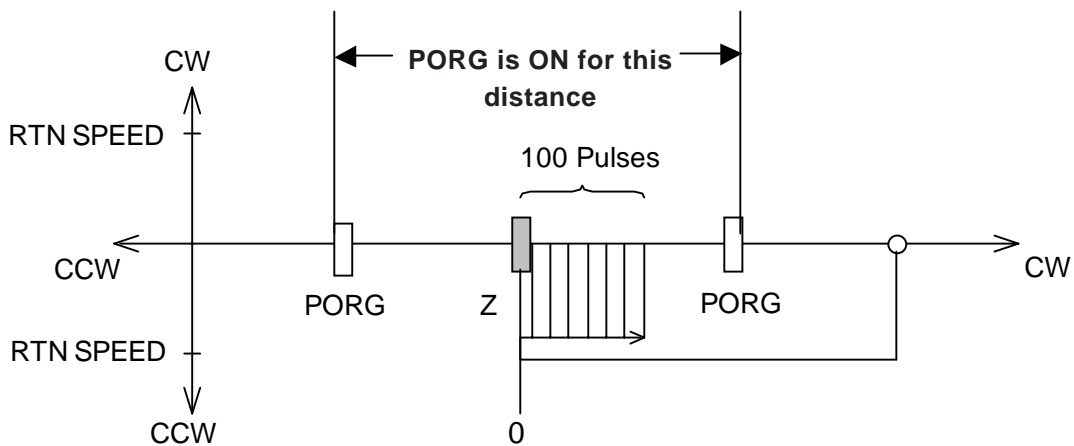 PORG is ON for this
distance
CW
RTN SPEED
100 Pulses
CCW
CW
PORG
Z
PORG
RTN SPEED
CCW
0